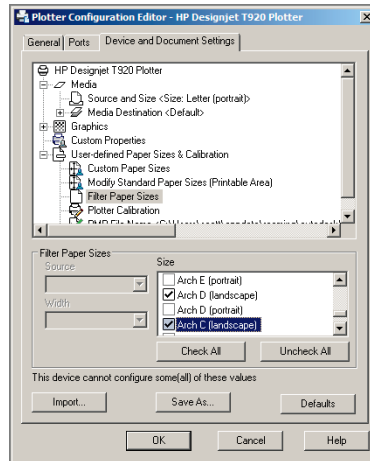 Plotter Configuration Editor - HP Designjet T920 Plotter
General Ports Device and Document Settings
HP Designjet T920 Plotter
Media
Source and Size <Size: Letter (portrait)>
Media Destination <Default>
Graphics
Custom Properties
User-defined Paper Sizes & Calibration
Custom Paper Sizes
Modify Standard Paper Sizes (Printable Area)
Filter Paper Sizes
Plotter Calibration
PMP File Name
Filter Paper Sizes
Source
Size
Arch E (portrait)
Arch D (landscape)
Width
Arch D (portrait)
Arch C (landscape)
Check All Uncheck All
This device cannot configure some(all) of these values
Import... Save As... Defaults
OK Cancel Help